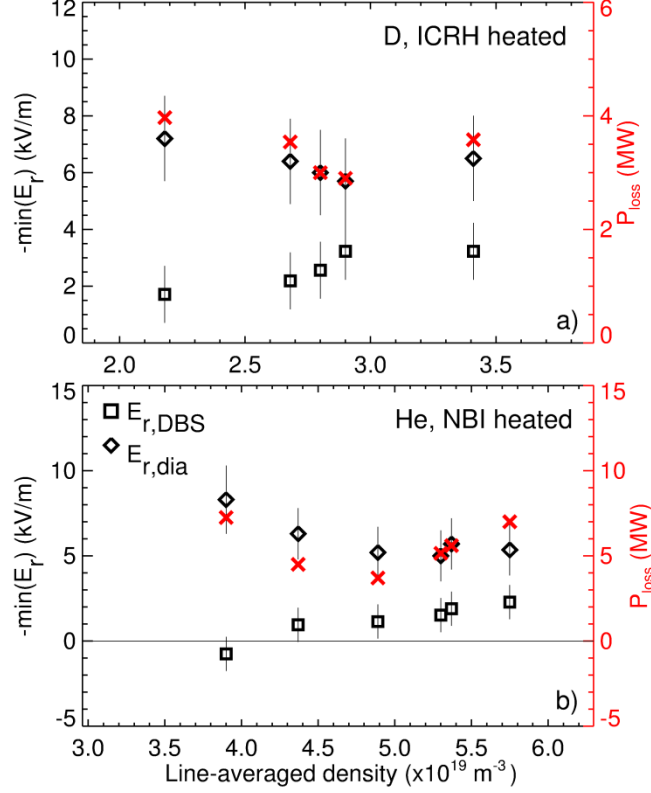 12
10
8
6
4
2
0
-min(E_r) (kV/m)
D, ICRH heated
a)
6
4
2
0
P_loss (MW)
2.0 2.5 3.0 3.5
15
10
5
0
-5
-min(E_r) (kV/m)
E_r,DBS
E_r,dia
He, NBI heated
b)
15
10
5
0
-5
P_loss (MW)
3.0 4.0 4.5 5.0 5.5 6.0
Line-averaged density (x10^19 m^-3)